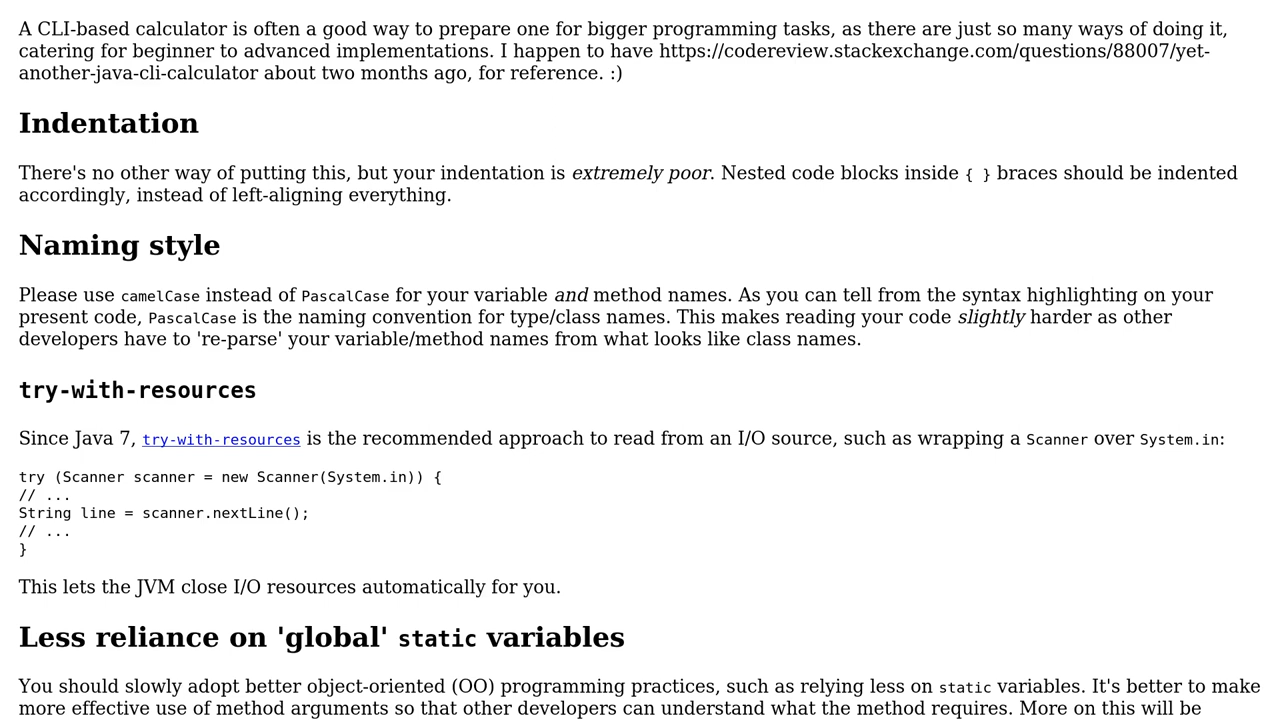 A CLI-based calculator is often a good way to prepare one for bigger programming tasks, as there are just so many ways of doing it,
catering for beginner to advanced implementations. I happen to have https://codereview.stackexchange.com/questions/88007/yet-
another-java-cli-calculator about two months ago, for reference. :)
Indentation
There's no other way of putting this, but your indentation is extremely poor. Nested code blocks inside { } braces should be indented
accordingly, instead of left-aligning everything.
Naming style
Please use camelCase instead of PascalCase for your variable and method names. As you can tell from the syntax highlighting on your
present code, PascalCase is the naming convention for type/class names. This makes reading your code slightly harder as other
developers have to 're-parse' your variable/method names from what looks like class names.
try-with-resources
Since Java 7, try-with-resources is the recommended approach to read from an I/O source, such as wrapping a Scanner over System.in:
try (Scanner scanner = new Scanner(System.in)) {
// ...
String line = scanner.nextLine();
// ...
}
This lets the JVM close I/O resources automatically for you.
Less reliance on 'global' static variables
You should slowly adopt better object-oriented (OO) programming practices, such as relying less on static variables. It's better to make
more effective use of method arguments so that other developers can understand what the method requires. More on this will be